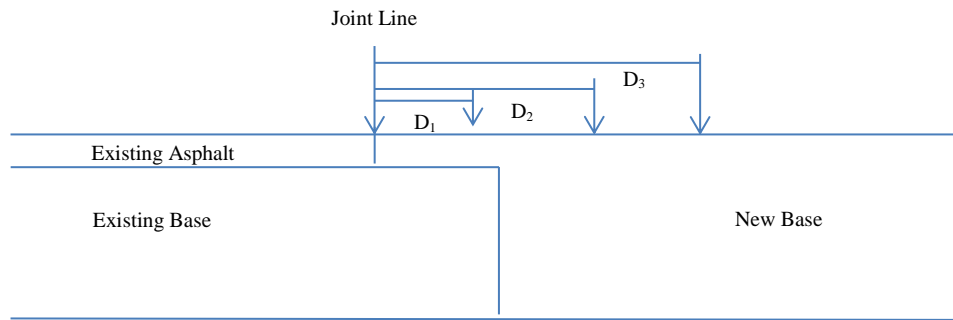 Joint Line
D₃
D₂
D₁
Existing Asphalt
Existing Base
New Base